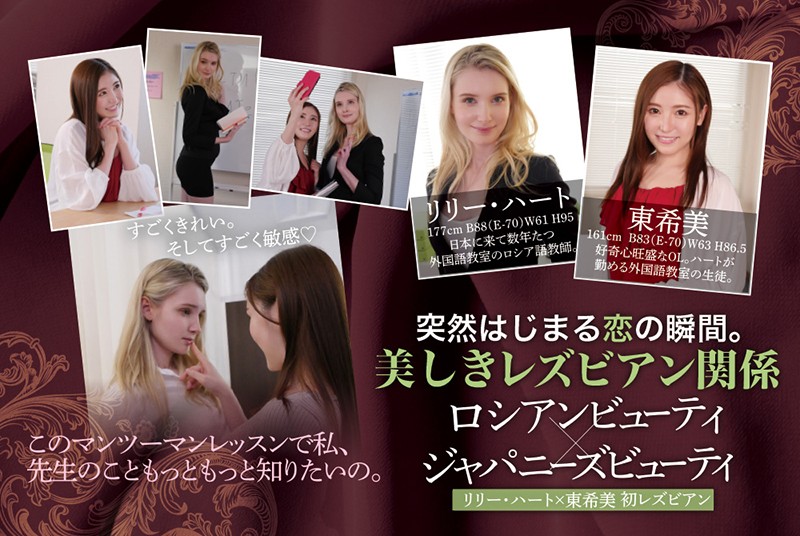 すごくきれい。
そしてすごく敏感♡
リリー・ハート
177cm B88(E-70)W61 H95
日本に来て数年たつ
外国語教室のロシア語教師。
東希美
161cm B83(E-70)W63 H86.5
好奇心旺盛なOL。ハートが
勤める外国語教室の生徒。
突然はじまる恋の瞬間。
美しきレズビアン関係
ロシアンビューティ
×
ジャパニーズビューティ
リリー・ハート×東希美 初レズビアン
このマンツーマンレッスンで私、
先生のこともっともっと知りたいの。